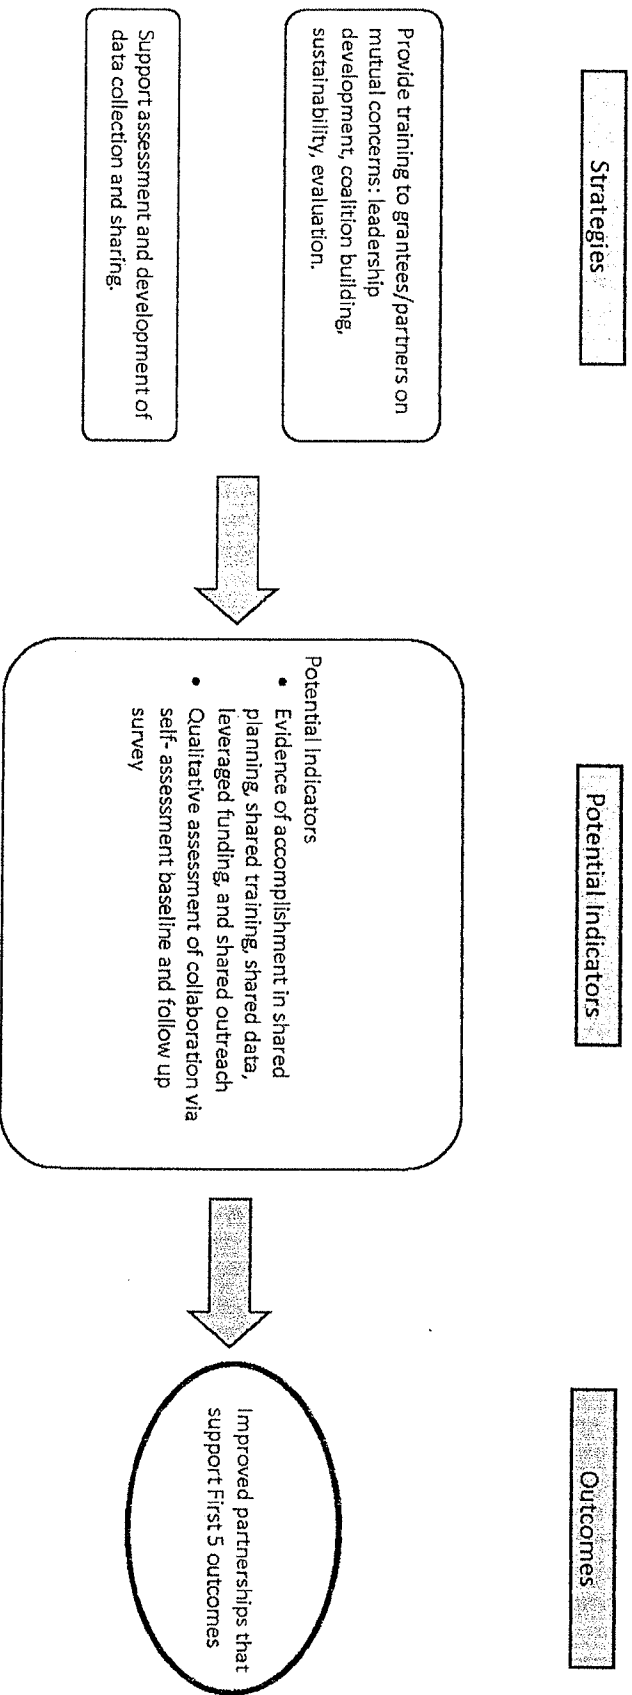 Strategies
Potential Indicators
Outcomes
Provide training to grantees/partners on
mutual concerns: leadership
development, coalition building,
sustainability, evaluation.
Support assessment and development of
data collection and sharing.
Potential Indicators
• Evidence of accomplishment in shared
planning, shared training, shared data,
leveraged funding, and shared outreach
• Qualitative assessment of collaboration via
self- assessment baseline and follow up
survey
Improved partnerships that
support First 5 outcomes